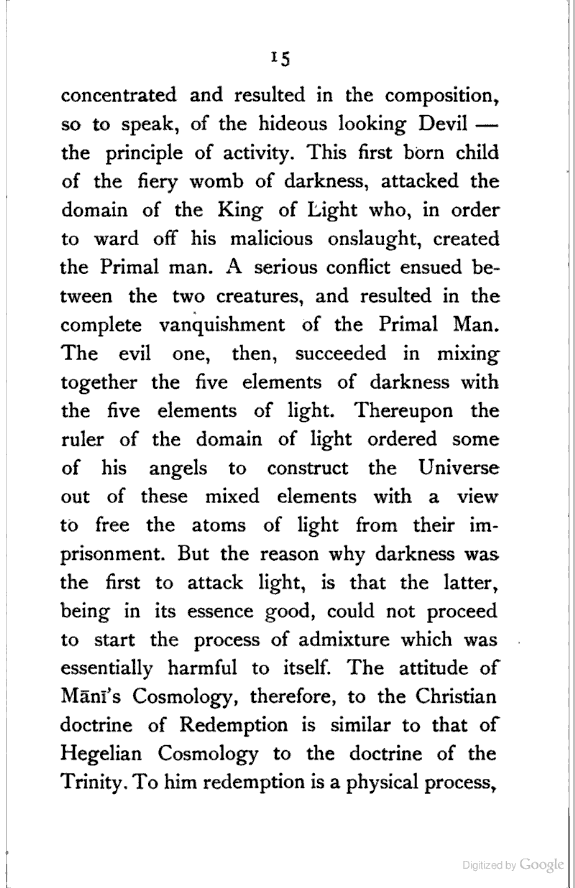 15
concentrated and resulted in the composition,
so to speak, of the hideous looking Devil —
the principle of activity. This first born child
of the fiery womb of darkness, attacked the
domain of the King of Light who, in order
to ward off his malicious onslaught, created
the Primal man. A serious conflict ensued be-
tween the two creatures, and resulted in the
complete vanquishment of the Primal Man.
The evil one, then, succeeded in mixing
together the five elements of darkness with
the five elements of light. Thereupon the
ruler of the domain of light ordered some
of his angels to construct the Universe
out of these mixed elements with a view
to free the atoms of light from their im-
prisonment. But the reason why darkness was
the first to attack light, is that the latter,
being in its essence good, could not proceed
to start the process of admixture which was
essentially harmful to itself. The attitude of
Mānī's Cosmology, therefore, to the Christian
doctrine of Redemption is similar to that of
Hegelian Cosmology to the doctrine of the
Trinity. To him redemption is a physical process,
Digitized by Google